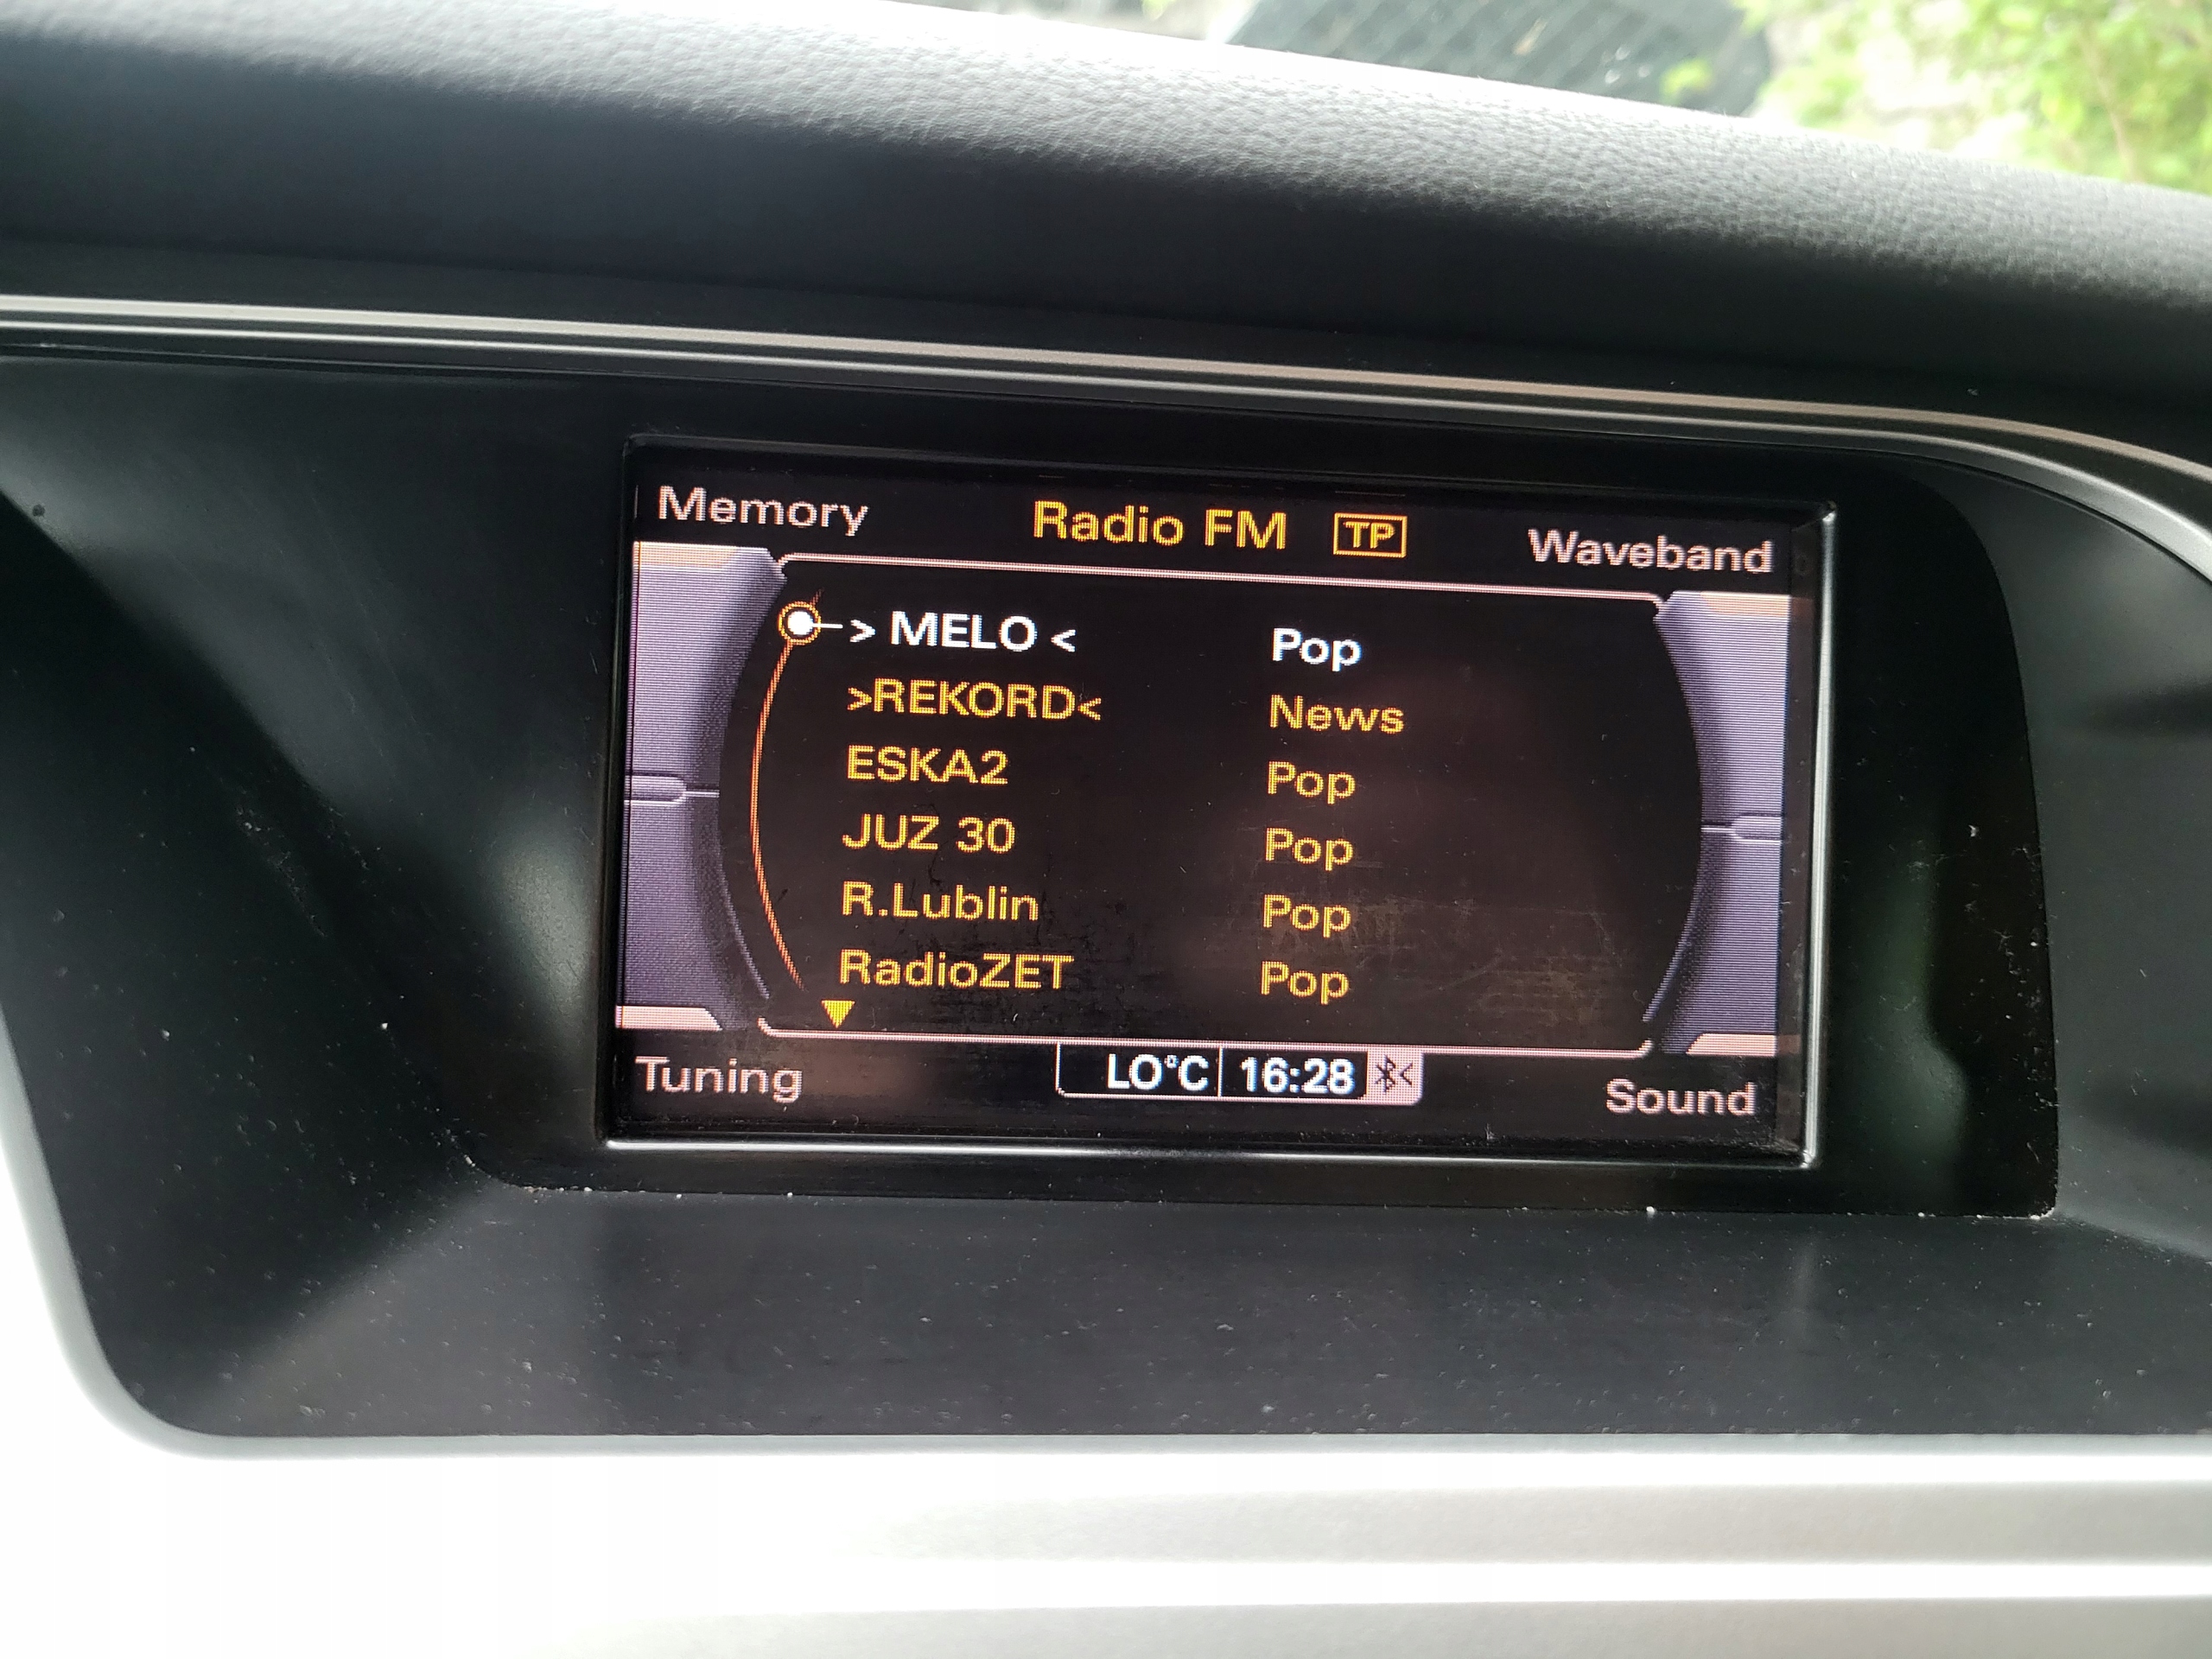 Memory Radio FM TP Waveband
> MELO < Pop
>REKORD< News
ESKA2 Pop
JUZ 30 Pop
R.Lublin Pop
RadioZET Pop
Tuning LO°C 16:28 Sound